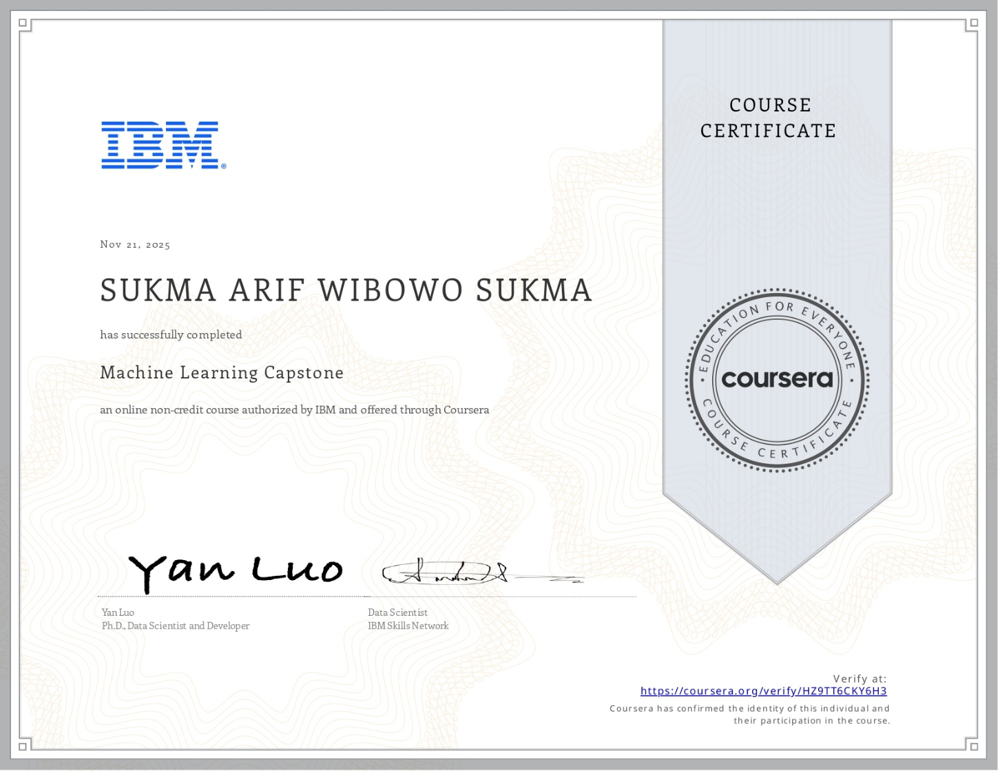 COURSE
CERTIFICATE
IBM®
Nov 21, 2025
SUKMA ARIF WIBOWO SUKMA
has successfully completed
Machine Learning Capstone
an online non-credit course authorized by IBM and offered through Coursera
EDUCATION FOR EVERYONE
coursera
COURSE CERTIFICATE
Yan Luo
Yan Luo
Ph.D., Data Scientist and Developer
Data Scientist
IBM Skills Network
Verify at:
https://coursera.org/verify/HZ9TT6CKY6H3
Coursera has confirmed the identity of this individual and
their participation in the course.